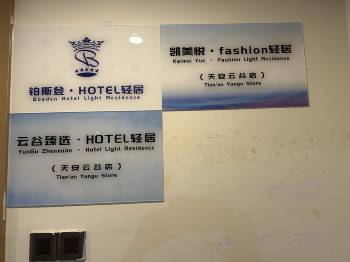 铂斯登·HOTEL轻居
Bosden Hotel Light Residence
凯美悦·fashion轻居
Kaimei Yue · Fashion Light Residence
(天安云谷店)
Tian'an Yungu Store
云谷臻选·HOTEL轻居
YunGu Zhenxuan · Hotel Light Residence
(天安云谷店)
Tian'an Yungu Store